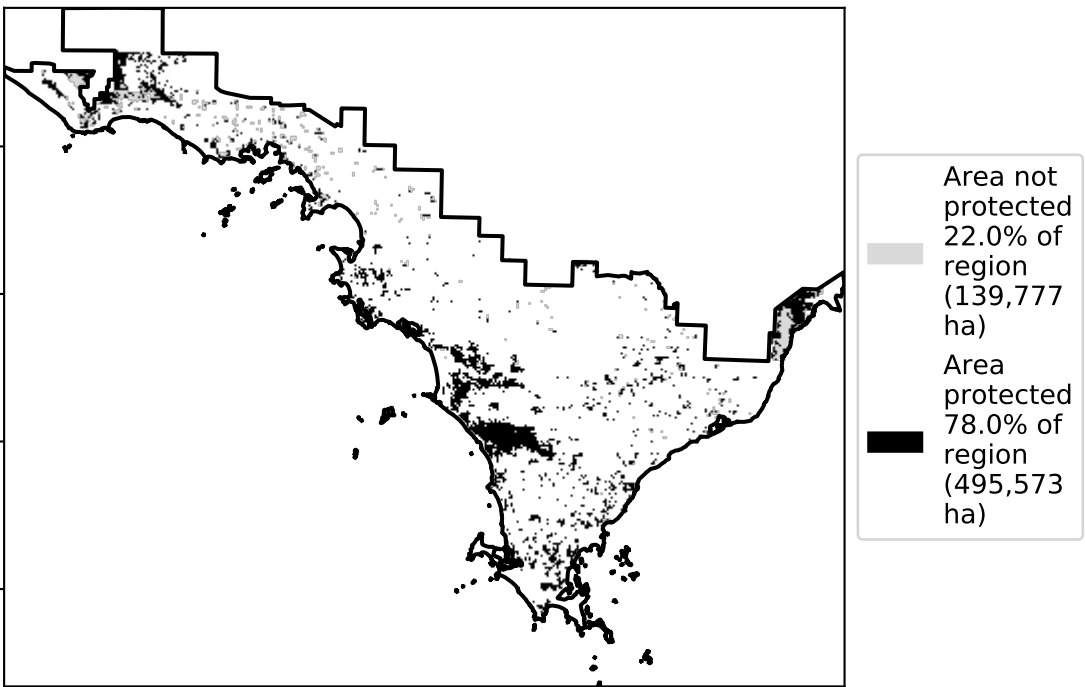 Area not
protected
22.0% of
region
(139,777
ha)
Area
protected
78.0% of
region
(495,573
ha)